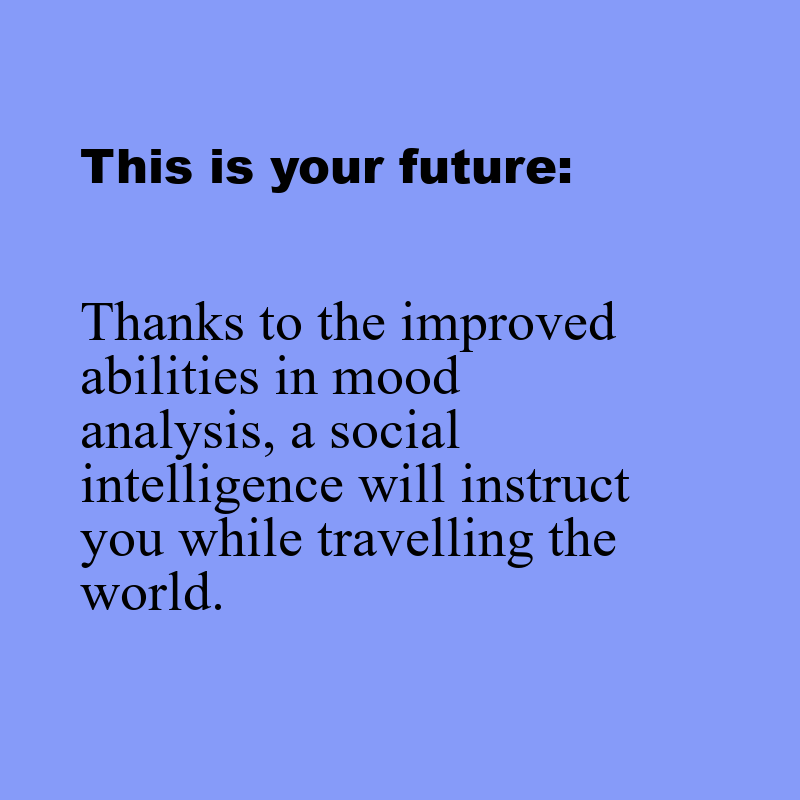 This is your future:
Thanks to the improved
abilities in mood
analysis, a social
intelligence will instruct
you while travelling the
world.